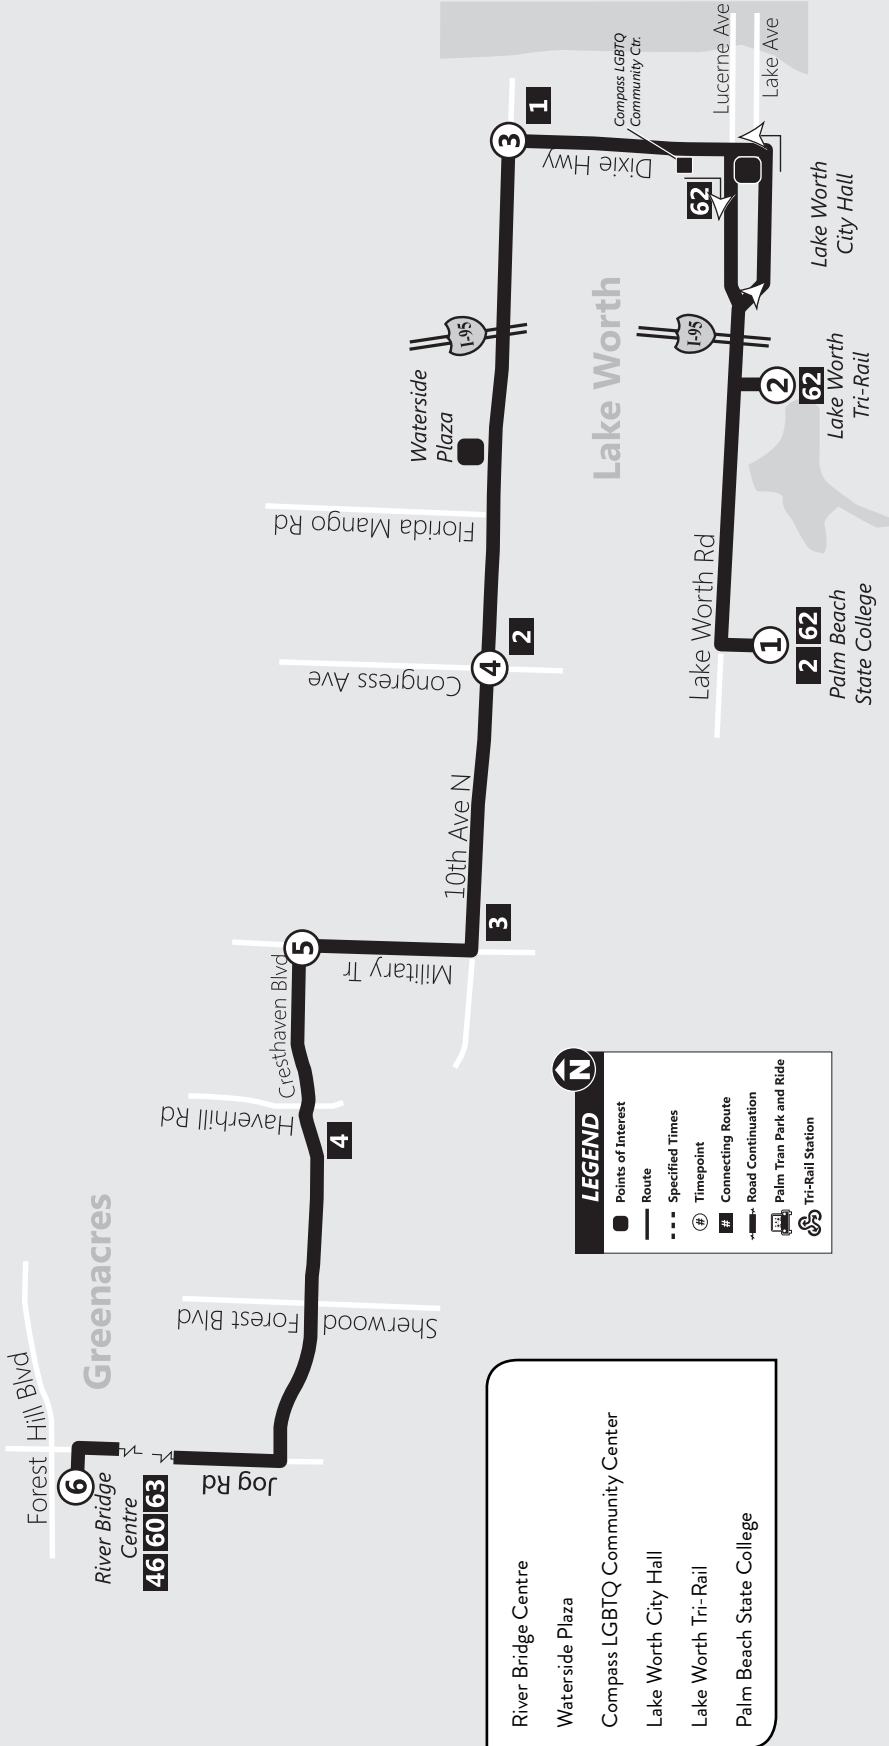 Forest Hill Blvd
6
River Bridge
Centre
46 60 63
Jog Rd
Greenacres
Sherwood Forest Blvd
Haverhill Rd
4
Cresthaven Blvd
5
Military Tr
3
10th Ave N
Congress Ave
4
2
Florida Mango Rd
Waterside
Plaza
I-95
3
1
Dixie Hwy
Compass LGBTQ
Community Ctr.
62
Lucerne Ave
Lake Ave
Lake Worth
City Hall
Lake Worth
I-95
2
62
Lake Worth
Tri-Rail
Lake Worth Rd
1
2 62
Palm Beach
State College
N
LEGEND
Points of Interest
Route
Specified Times
# Timepoint
# Connecting Route
Road Continuation
Palm Tran Park and Ride
Tri-Rail Station
River Bridge Centre
Waterside Plaza
Compass LGBTQ Community Center
Lake Worth City Hall
Lake Worth Tri-Rail
Palm Beach State College